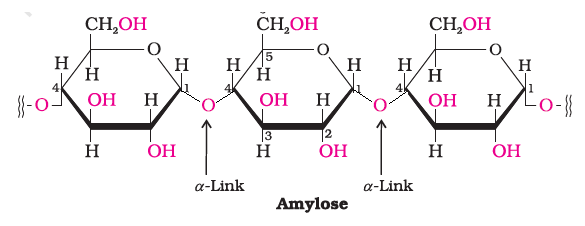 CH₂OH CH₂OH CH₂OH
O O O
H H H 5 H H H H H
H H
4 OH H 1 4 OH H 1 4 OH H 1
O O O O
3 2
H OH H OH H OH
α-Link α-Link
Amylose